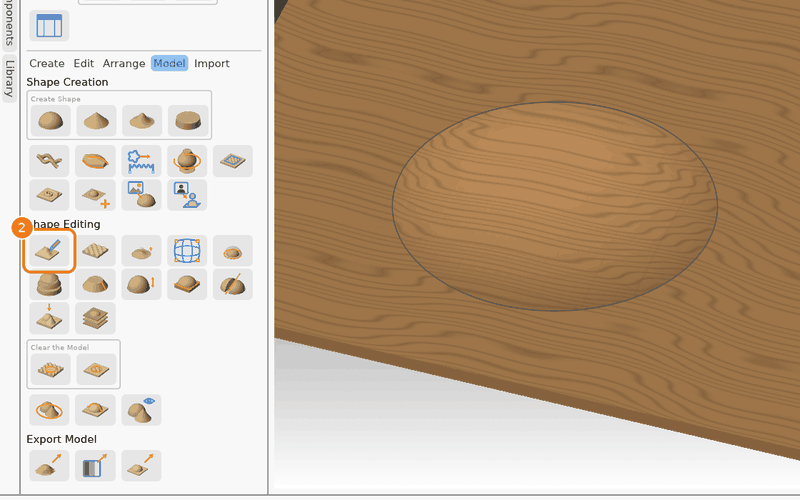 ponents
Library
Create Edit Arrange Model Import
Shape Creation
Create Shape
2
hape Editing
Clear the Model
Export Model